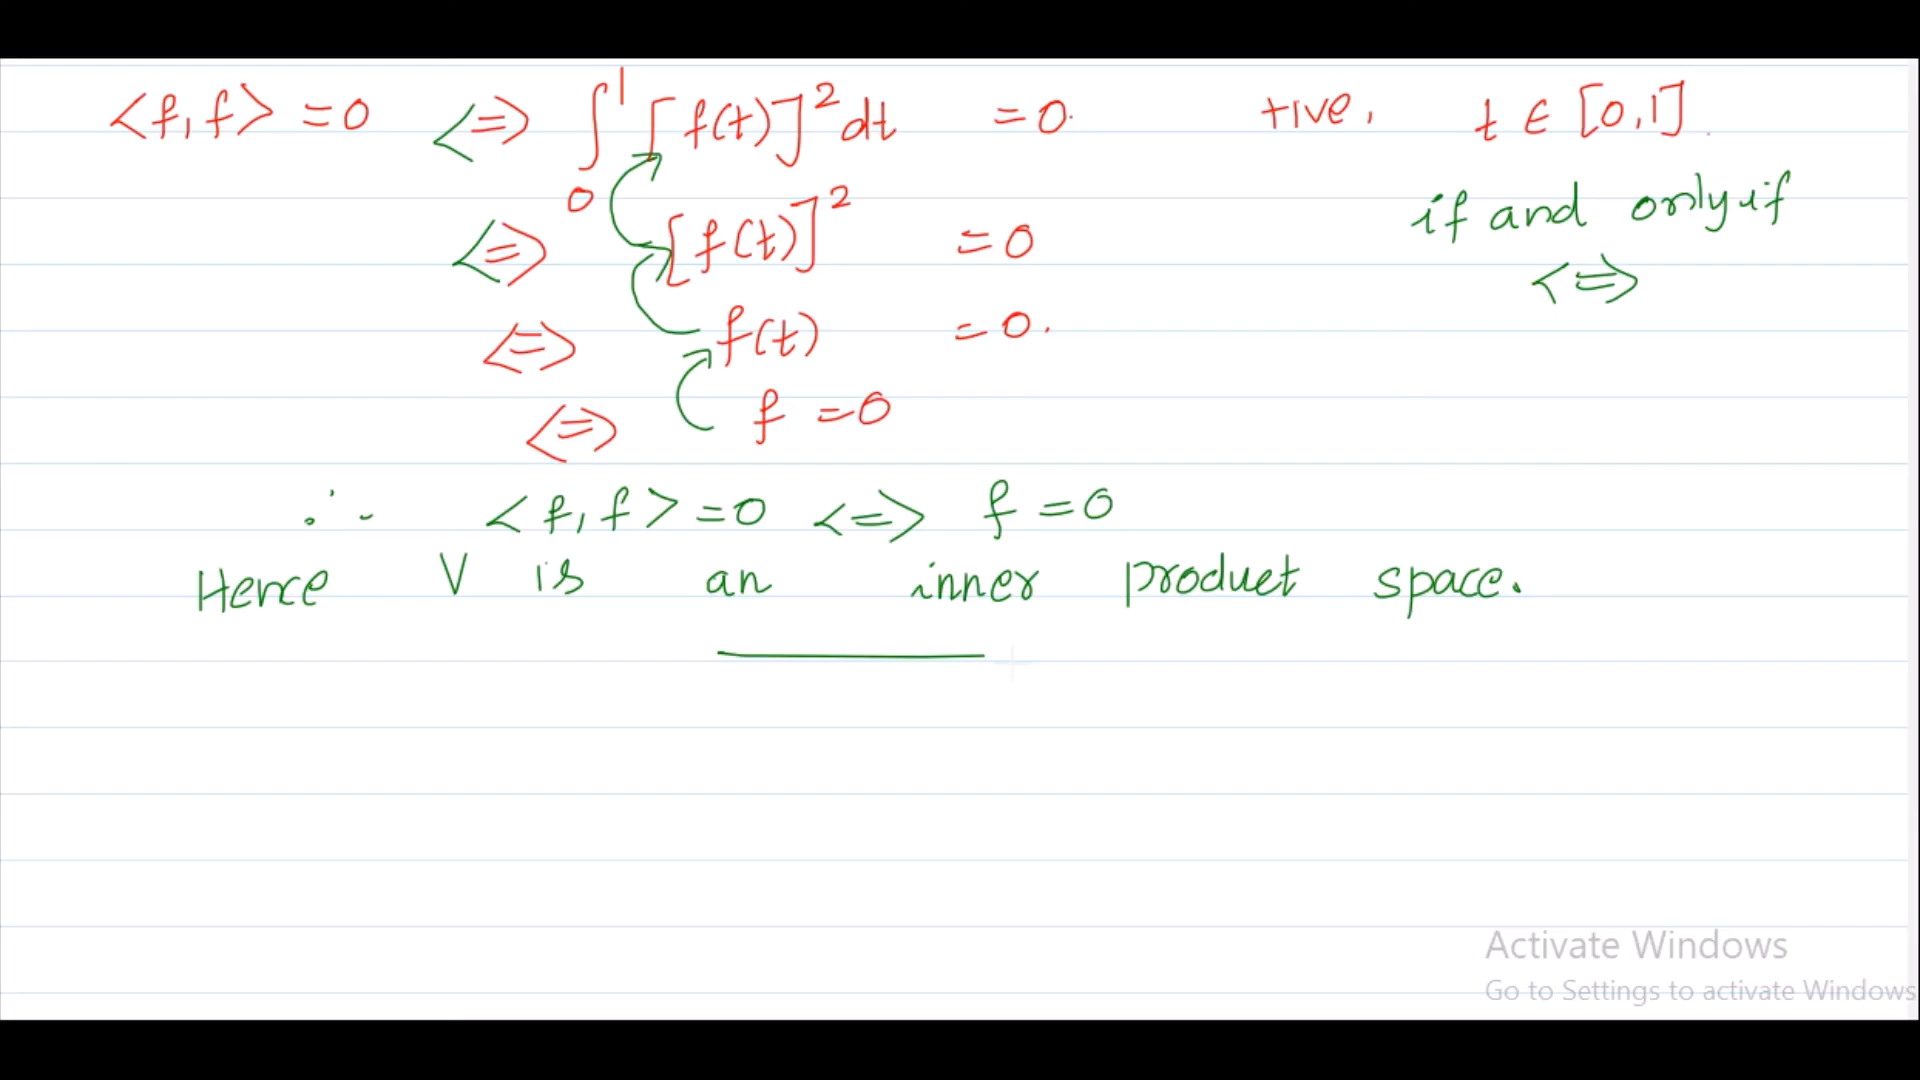 <f,f> =0 <=> ∫₀¹ [f(t)]² dt =0. +ive, t ∈ [0,1].
if and only if
<=> [f(t)]² =0
<=>
<=> f(t) =0.
<=> f =0
∴ <f,f> =0 <=> f =0
Hence V is an inner product space.
Activate Windows
Go to Settings to activate Windows